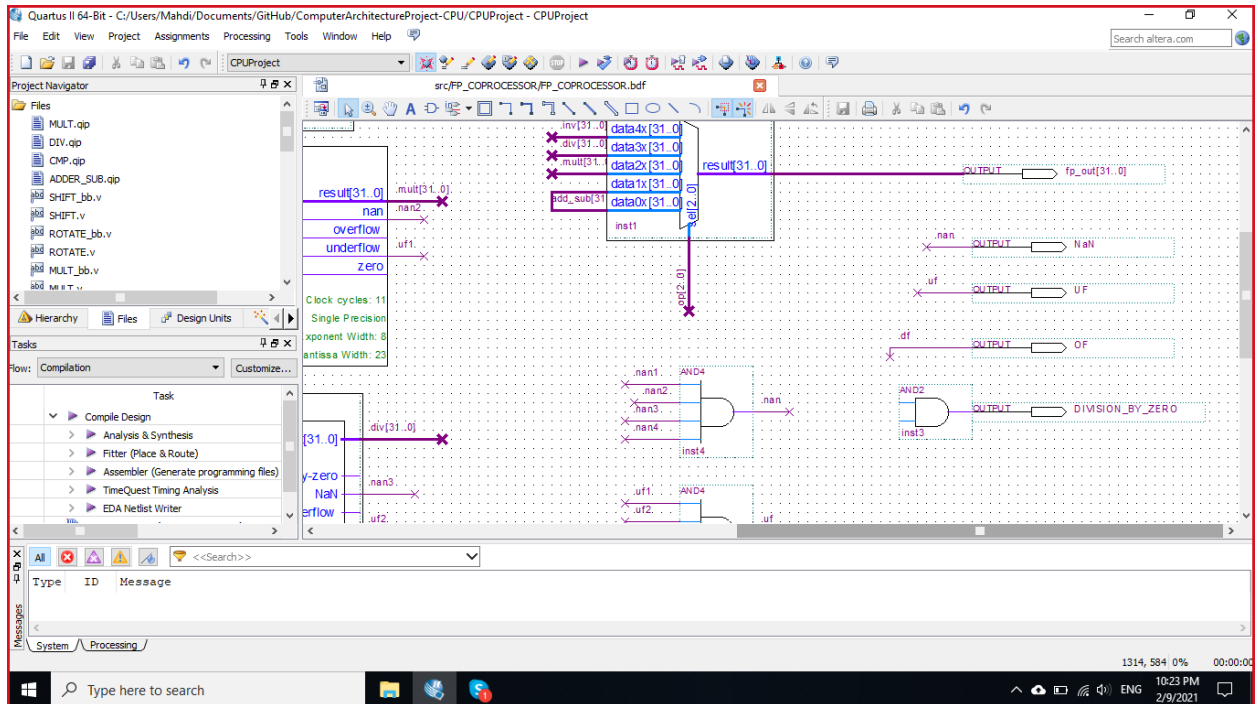 Quartus II 64-Bit - C:/Users/Mahdi/Documents/GitHub/ComputerArchitectureProject-CPU/CPUProject - CPUProject
File Edit View Project Assignments Processing Tools Window Help
Search altera.com
CPUProject
Project Navigator
src/FP_COPROCESSOR/FP_COPROCESSOR.bdf
Files
MULT.qip
DIV.qip
CMP.qip
ADDER_SUB.qip
SHIFT_bb.v
SHIFT.v
ROTATE_bb.v
ROTATE.v
MULT_bb.v
MULT.v
Hierarchy Files Design Units
Tasks
Flow: Compilation Customize...
Task
Compile Design
Analysis & Synthesis
Fitter (Place & Route)
Assembler (Generate programming files)
TimeQuest Timing Analysis
EDA Netlist Writer
result[31..0] .mult[31..0]
nan .nan2
overflow
underflow .uf1
zero
Clock cycles: 11
Single Precision
xponent Width: 8
antissa Width: 23
[31..0] .div[31..0]
y-zero
NaN .nan3
erflow .uf2
.inv[31..0] data4x[31..0]
.div[31..0] data3x[31..0]
.mult[31.. data2x[31..0] result[31..0]
data1x[31..0]
add_sub[31 data0x[31..0] sel[2..0]
inst1
op[2..0]
OUTPUT fp_out[31..0]
.nan OUTPUT NaN
.uf OUTPUT UF
.df OUTPUT OF
AND2
OUTPUT DIVISION_BY_ZERO
inst3
.nan1 AND4
.nan2
.nan3 .nan
.nan4
inst4
.uf1 AND4
.uf2 .uf
All <<Search>>
Type ID Message
Messages
System Processing
1314, 584 0% 00:00:00
Type here to search
ENG
10:23 PM
2/9/2021